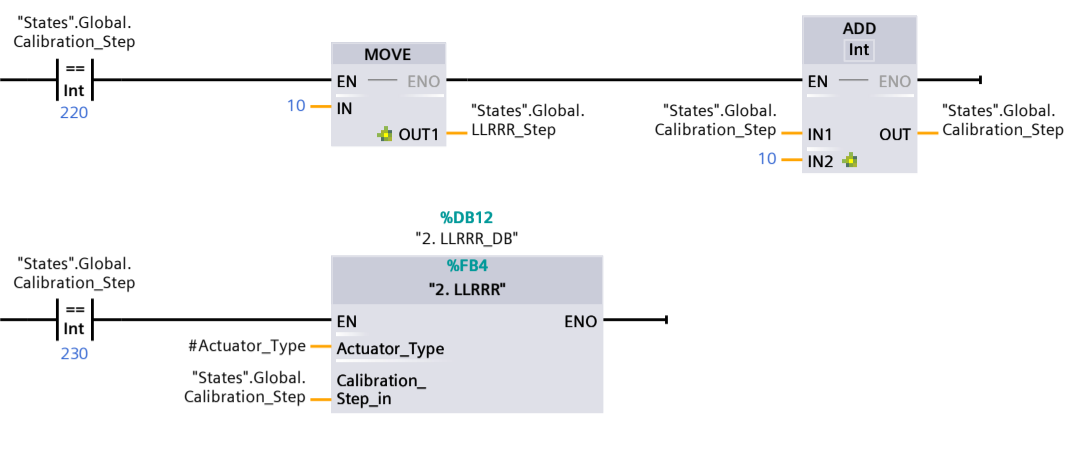 "States".Global.
Calibration_Step
==
Int
220
MOVE
EN ENO
10 IN
OUT1
"States".Global.
LLRRR_Step
ADD
Int
EN ENO
"States".Global.
Calibration_Step
IN1 OUT
"States".Global.
Calibration_Step
10 IN2
%DB12
"2. LLRRR_DB"
"States".Global.
Calibration_Step
==
Int
230
%FB4
"2. LLRRR"
EN ENO
#Actuator_Type Actuator_Type
"States".Global.
Calibration_Step
Calibration_
Step_in